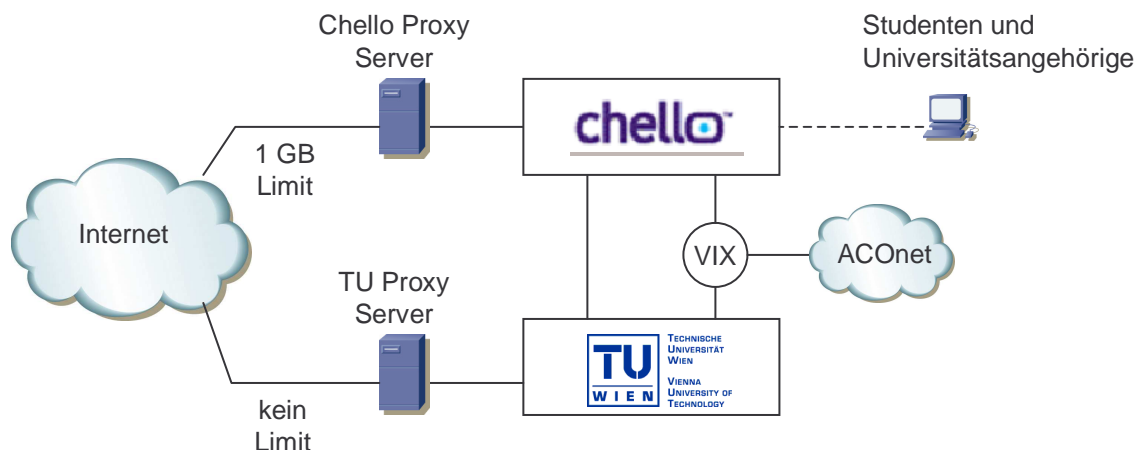 Chello Proxy
Server
Studenten und
Universitätsangehörige
chello™
1 GB
Limit
Internet
VIX
ACOnet
TU Proxy
Server
TU
WIEN
TECHNISCHE
UNIVERSITÄT
WIEN
VIENNA
UNIVERSITY OF
TECHNOLOGY
kein
Limit